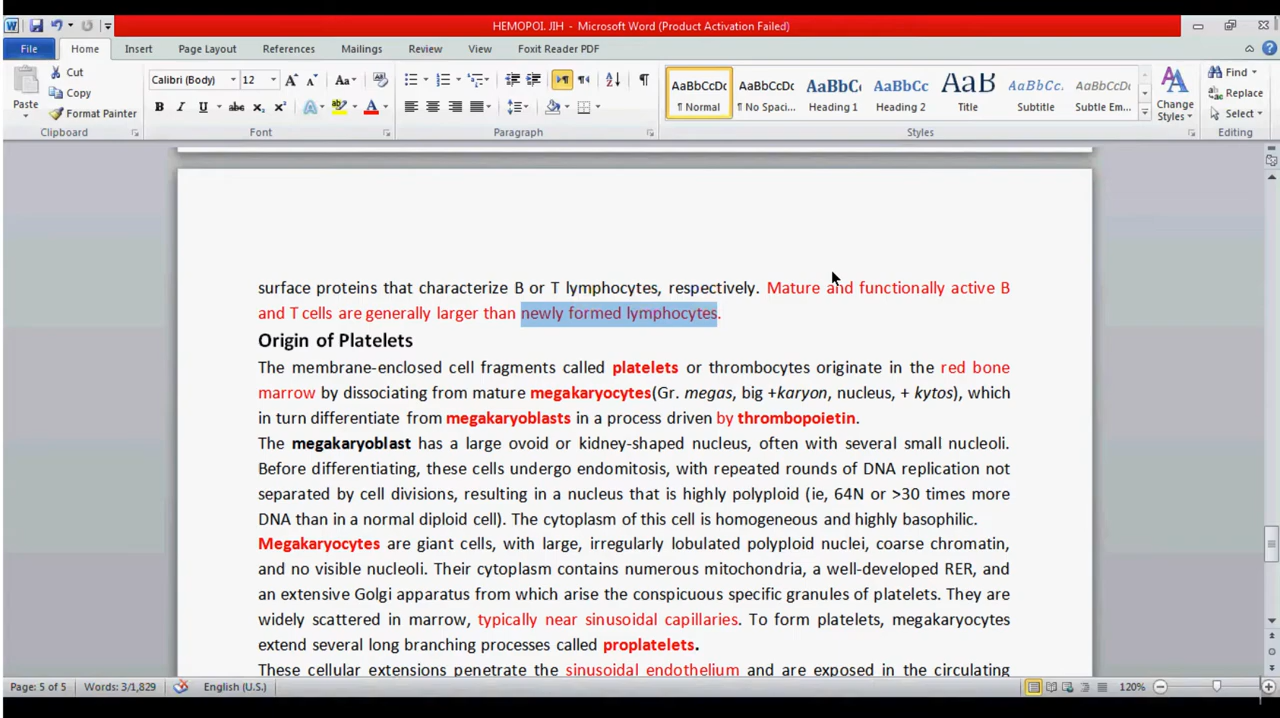 HEMOPOI. JIH - Microsoft Word (Product Activation Failed)
File Home Insert Page Layout References Mailings Review View Foxit Reader PDF
Paste Cut Copy Format Painter
Calibri (Body) 12
AaBbCcDc AaBbCcDc AaBbC AaBbCc AaB AaBbCc. AaBbCcDc
¶ Normal ¶ No Spaci... Heading 1 Heading 2 Title Subtitle Subtle Em...
Change Styles
Find Replace Select
Clipboard Font Paragraph Styles Editing
surface proteins that characterize B or T lymphocytes, respectively. Mature and functionally active B
and T cells are generally larger than newly formed lymphocytes.
Origin of Platelets
The membrane-enclosed cell fragments called platelets or thrombocytes originate in the red bone
marrow by dissociating from mature megakaryocytes(Gr. megas, big +karyon, nucleus, + kytos), which
in turn differentiate from megakaryoblasts in a process driven by thrombopoietin.
The megakaryoblast has a large ovoid or kidney-shaped nucleus, often with several small nucleoli.
Before differentiating, these cells undergo endomitosis, with repeated rounds of DNA replication not
separated by cell divisions, resulting in a nucleus that is highly polyploid (ie, 64N or >30 times more
DNA than in a normal diploid cell). The cytoplasm of this cell is homogeneous and highly basophilic.
Megakaryocytes are giant cells, with large, irregularly lobulated polyploid nuclei, coarse chromatin,
and no visible nucleoli. Their cytoplasm contains numerous mitochondria, a well-developed RER, and
an extensive Golgi apparatus from which arise the conspicuous specific granules of platelets. They are
widely scattered in marrow, typically near sinusoidal capillaries. To form platelets, megakaryocytes
extend several long branching processes called proplatelets.
These cellular extensions penetrate the sinusoidal endothelium and are exposed in the circulating
Page: 5 of 5 Words: 3/1,829 English (U.S.) 120%